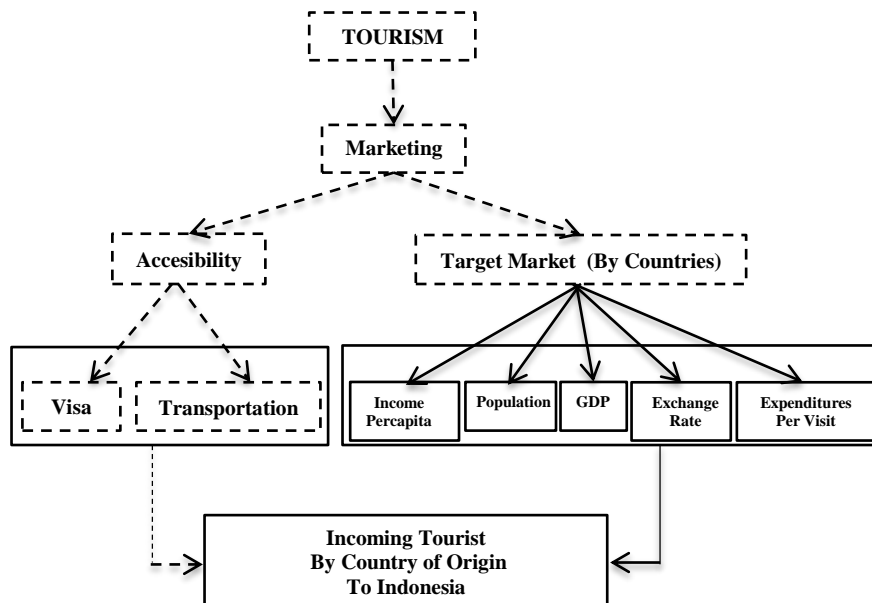 TOURISM
Marketing
Accesibility
Target Market (By Countries)
Visa
Transportation
Income
Percapita
Population
GDP
Exchange
Rate
Expenditures
Per Visit
Incoming Tourist
By Country of Origin
To Indonesia